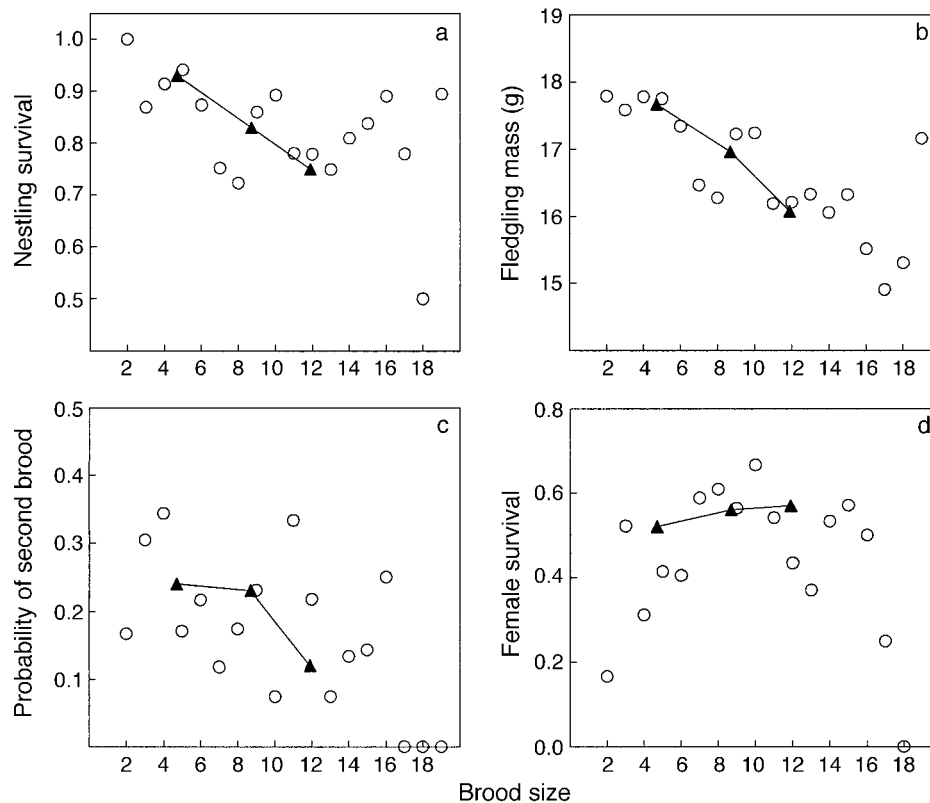 a
1.0
0.9
0.8
0.7
0.6
0.5
Nestling survival
2 4 6 8 10 12 14 16 18
b
19
18
17
16
15
Fledgling mass (g)
2 4 6 8 10 12 14 16 18
c
0.5
0.4
0.3
0.2
0.1
Probability of second brood
2 4 6 8 10 12 14 16 18
d
0.8
0.6
0.4
0.2
0.0
Female survival
2 4 6 8 10 12 14 16 18
Brood size